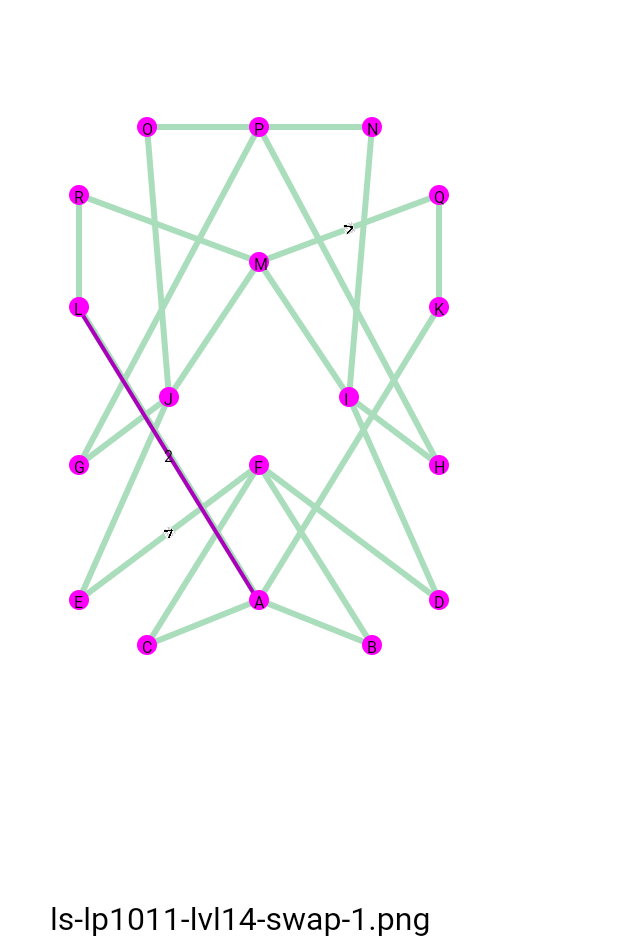 O P N
R Q
7
M
L K
J I
2
G F H
7
E A D
C B
ls-lp1011-lvl14-swap-1.png